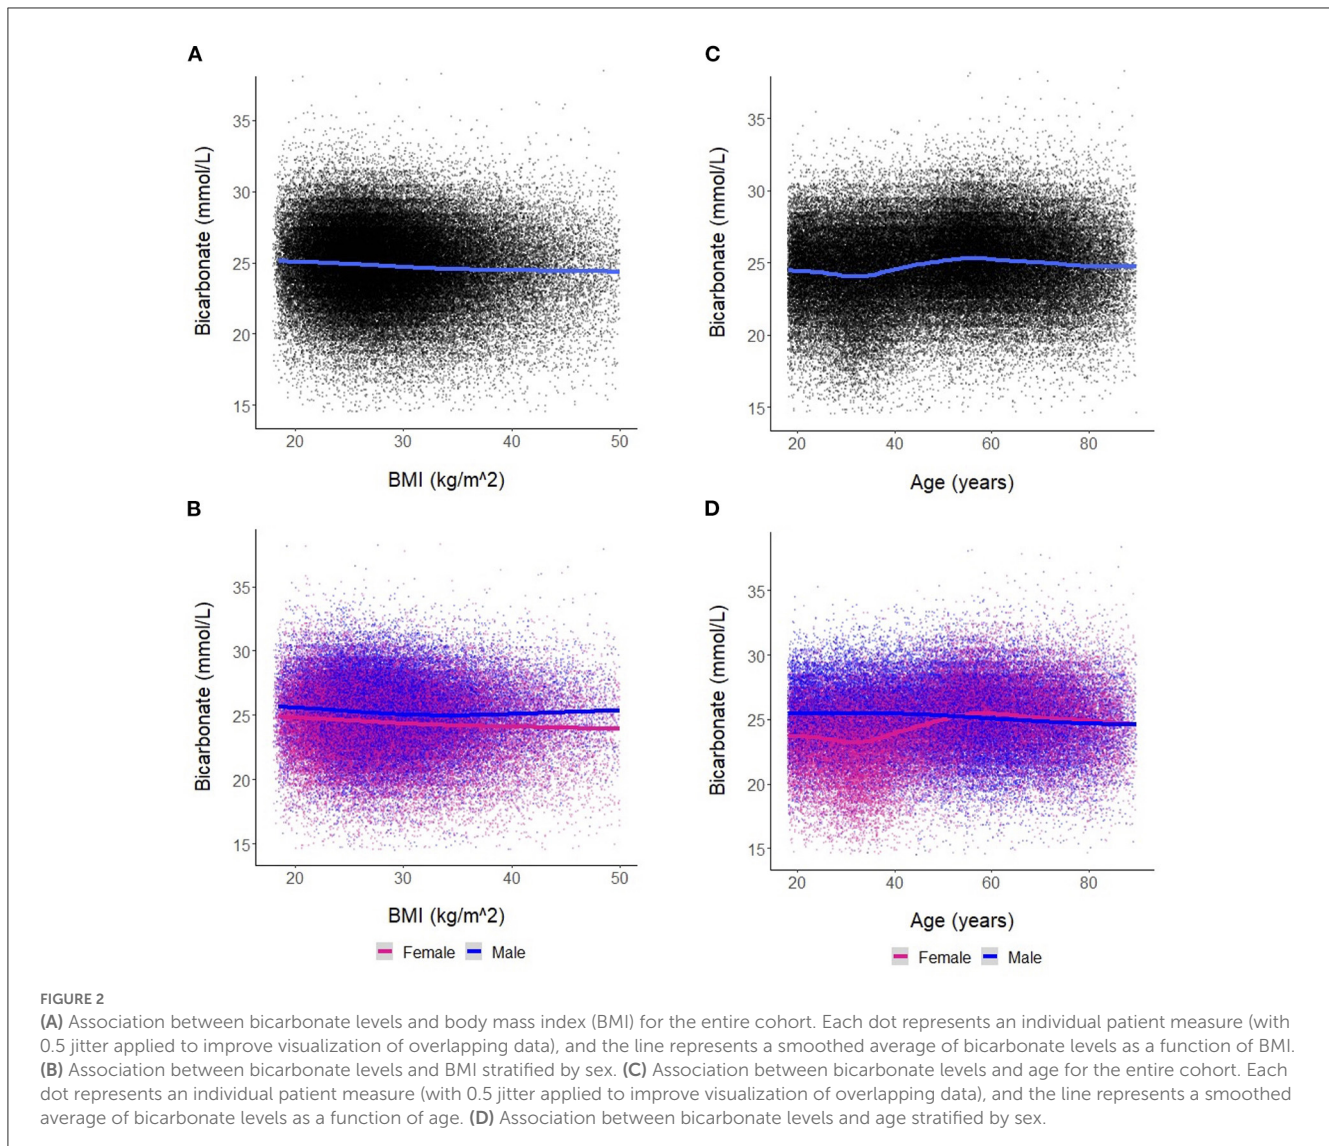 A
C
35
30
25
20
15
Bicarbonate (mmol/L)
20 30 40 50
BMI (kg/m^2)
35
30
25
20
15
Bicarbonate (mmol/L)
20 40 60 80
Age (years)
B
D
35
30
25
20
15
Bicarbonate (mmol/L)
20 30 40 50
BMI (kg/m^2)
Female Male
35
30
25
20
15
Bicarbonate (mmol/L)
20 40 60 80
Age (years)
Female Male
FIGURE 2
(A) Association between bicarbonate levels and body mass index (BMI) for the entire cohort. Each dot represents an individual patient measure (with
0.5 jitter applied to improve visualization of overlapping data), and the line represents a smoothed average of bicarbonate levels as a function of BMI.
(B) Association between bicarbonate levels and BMI stratified by sex. (C) Association between bicarbonate levels and age for the entire cohort. Each
dot represents an individual patient measure (with 0.5 jitter applied to improve visualization of overlapping data), and the line represents a smoothed
average of bicarbonate levels as a function of age. (D) Association between bicarbonate levels and age stratified by sex.